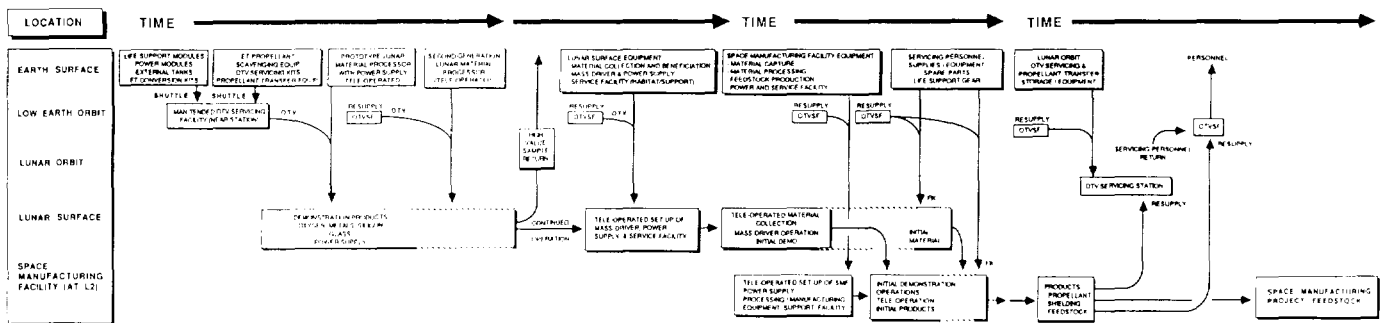 LOCATION
TIME
TIME
TIME
EARTH SURFACE
LOW EARTH ORBIT
LUNAR ORBIT
LUNAR SURFACE
SPACE
MANUFACTURING
FACILITY (AT L2)
LIFE SUPPORT MODULES
POWER MODULES
EXTERNAL TANKS
ET CONVERSION KITS
ET PROPELLANT
SCAVENGING EQUIP
OTV SERVICING KITS
PROPELLANT TRANSFER EQUIP
PROTOTYPE LUNAR
MATERIAL PROCESSOR
WITH POWER SUPPLY
TELE OPERATED
SECOND GENERATION
LUNAR MATERIAL
PROCESSOR
(TELE OPERATED)
SHUTTLE
SHUTTLE
MAN TENDED OTV SERVICING
FACILITY (NEAR STATION)
OTV
RESUPPLY
OTVSF
OTV
HIGH
VALUE
SAMPLE
RETURN
DEMONSTRATION PRODUCTS
OXYGEN, METALS, SILICON
GLASS
POWER SUPPLY
CONTINUED
OPERATION
LUNAR SURFACE EQUIPMENT
MATERIAL COLLECTION AND BENEFICIATION
MASS DRIVER & POWER SUPPLY
SERVICE FACILITY (HABITAT/SUPPORT)
RESUPPLY
OTVSF
OTV
TELE-OPERATED SET UP OF
MASS DRIVER, POWER
SUPPLY & SERVICE FACILITY
SPACE MANUFACTURING FACILITY EQUIPMENT
MATERIAL CAPTURE
MATERIAL PROCESSING
FEEDSTOCK PRODUCTION
POWER AND SERVICE FACILITY
SERVICING PERSONNEL
SUPPLIES / EQUIPMENT
SPARE PARTS
LIFE SUPPORT GEAR
RESUPPLY
OTVSF
RESUPPLY
OTVSF
TELE-OPERATED MATERIAL
COLLECTION
MASS DRIVER OPERATION
INITIAL DEMO
FIX
INITIAL
MATERIAL
FIX
TELE-OPERATED SET UP OF SMF
POWER SUPPLY
PROCESSING / MANUFACTURING
EQUIPMENT SUPPORT FACILITY
INITIAL DEMONSTRATION
OPERATIONS
TELE OPERATION
INITIAL PRODUCTS
LUNAR ORBIT
OTV SERVICING &
PROPELLANT TRANSFER
STORAGE / EQUIPMENT
RESUPPLY
OTVSF
PERSONNEL
OTVSF
RESUPPLY
SERVICING PERSONNEL
RETURN
OTV SERVICING STATION
RESUPPLY
PRODUCTS
PROPELLANT
SHIELDING
FEEDSTOCK
SPACE MANUFACTURING
PROJECT FEEDSTOCK